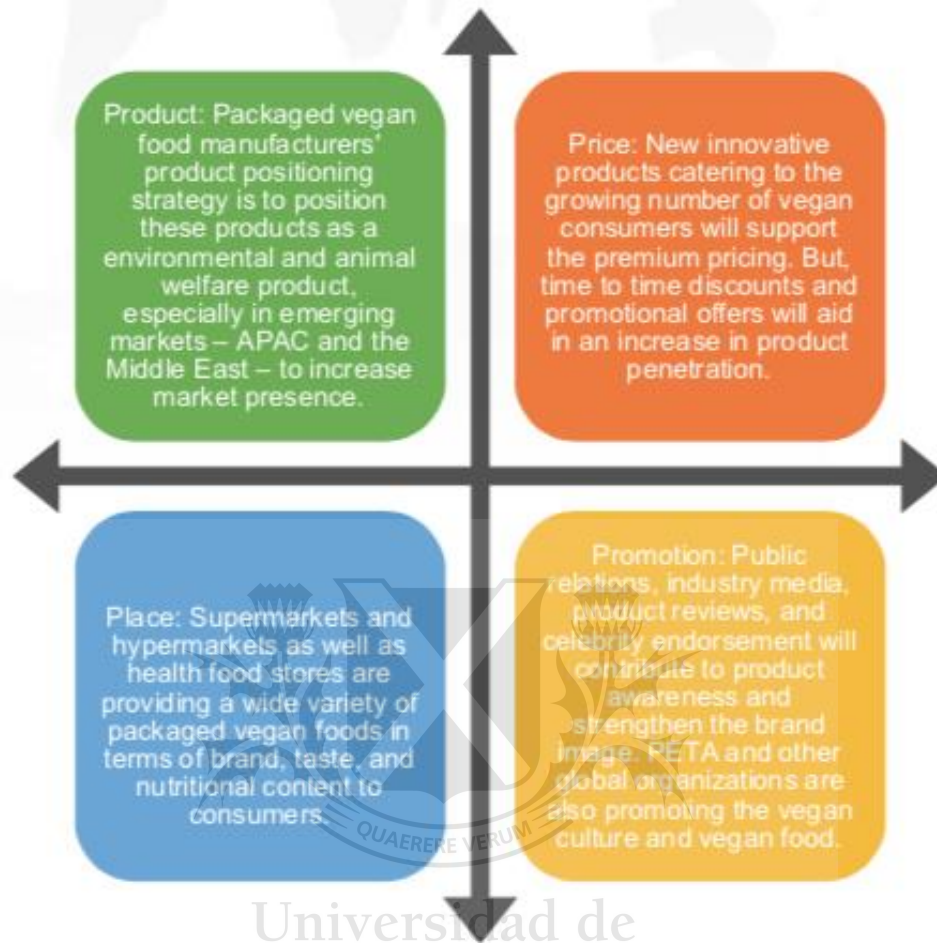 Product: Packaged vegan
food manufacturers'
product positioning
strategy is to position
these products as a
environmental and animal
welfare product,
especially in emerging
markets – APAC and the
Middle East – to increase
market presence.
Price: New innovative
products catering to the
growing number of vegan
consumers will support
the premium pricing. But,
time to time discounts and
promotional offers will aid
in an increase in product
penetration.
Place: Supermarkets and
hypermarkets as well as
health food stores are
providing a wide variety of
packaged vegan foods in
terms of brand, taste, and
nutritional content to
consumers.
Promotion: Public
relations, industry media,
product reviews, and
celebrity endorsement will
contribute to product
awareness and
strengthen the brand
image. PETA and other
global organizations are
also promoting the vegan
culture and vegan food.
QUAERERE VERUM
Universidad de